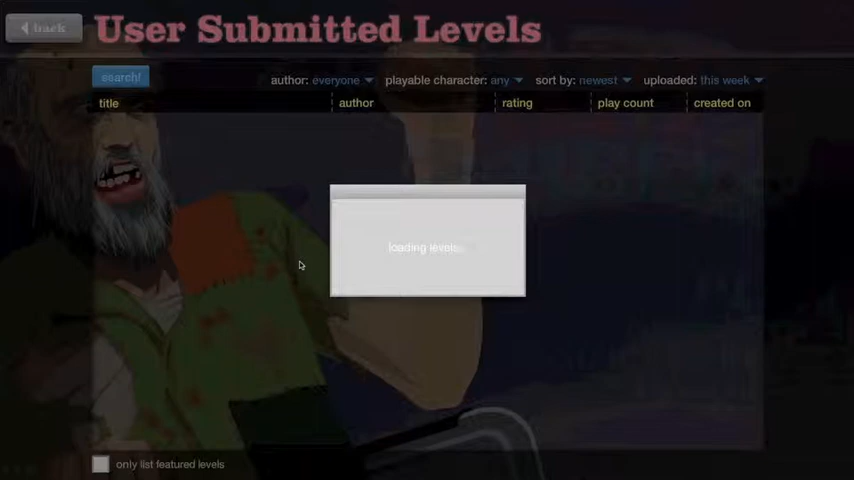 back
User Submitted Levels
search!
author: everyone playable character: any sort by: newest uploaded: this week
title author rating play count created on
loading levels
only list featured levels